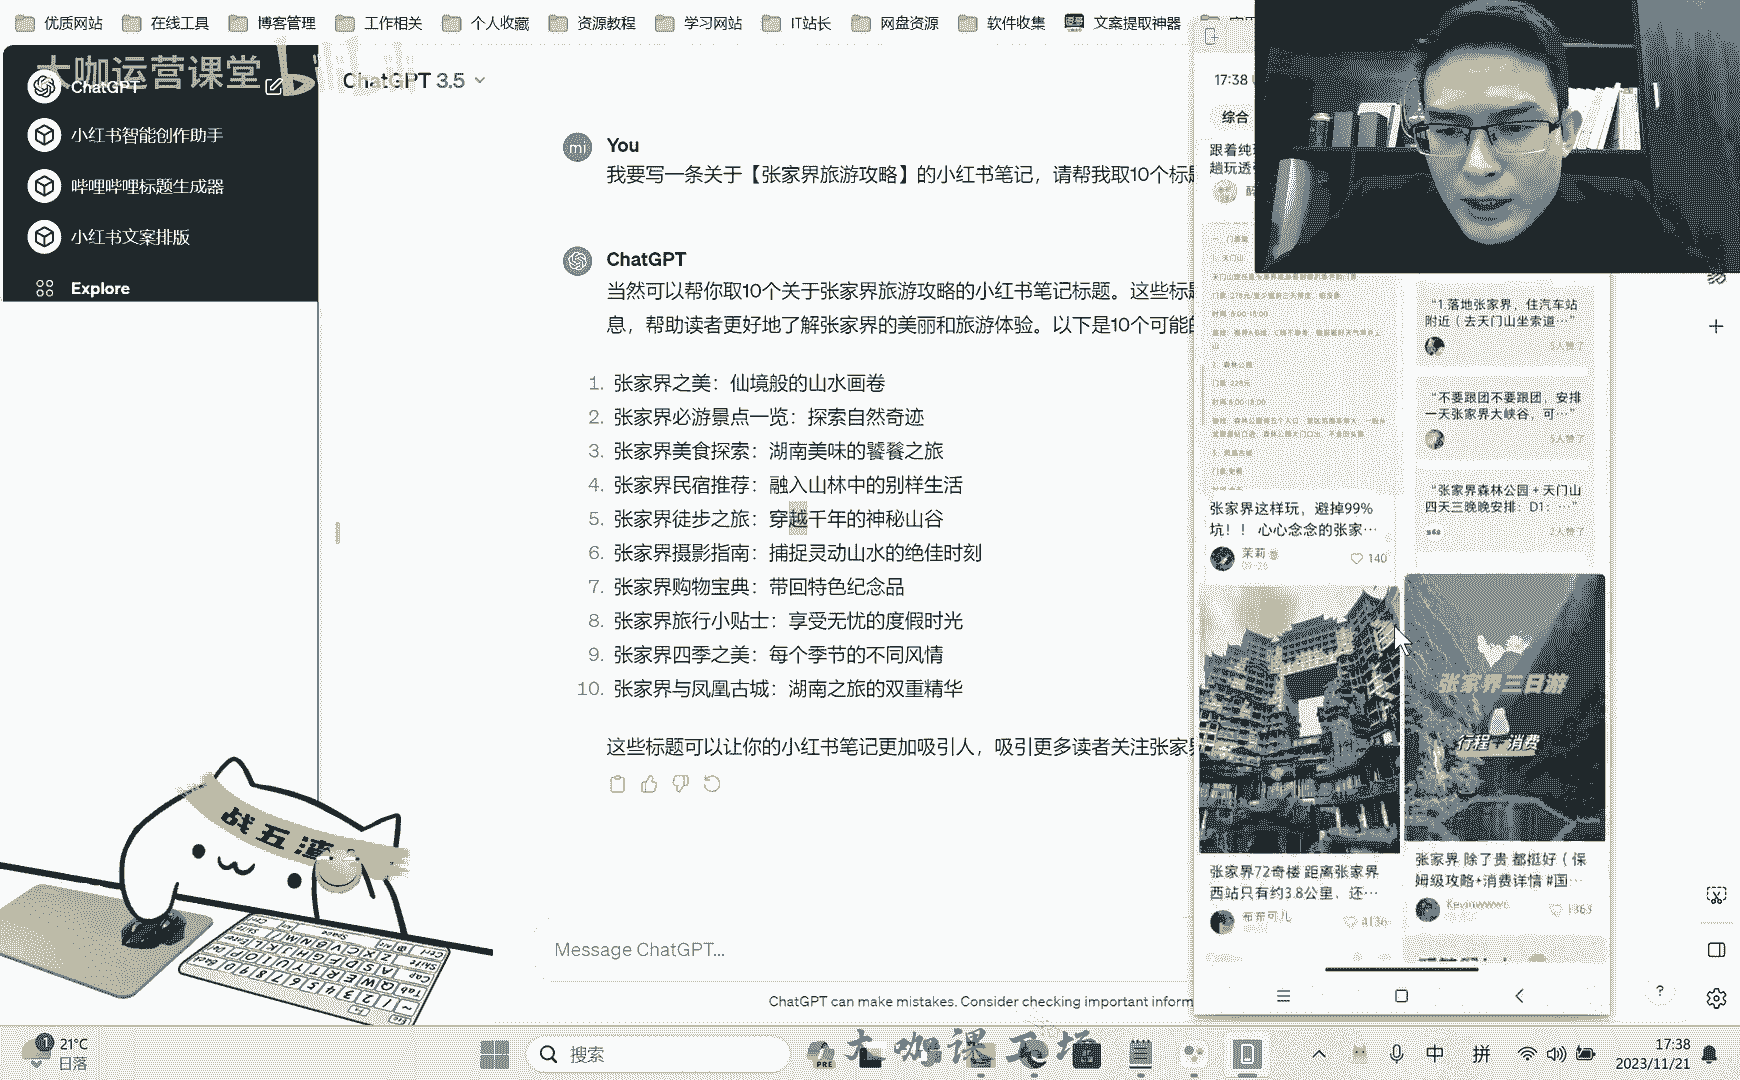 优质网站
在线工具
博客管理
工作相关
个人收藏
资源教程
学习网站
IT站长
网盘资源
软件收集
文案提取神器
大咖运营课堂
ChatGPT
小红书智能创作助手
哔哩哔哩标题生成器
小红书文案排版
Explore
ChatGPT 3.5
mi
You
我要写一条关于【张家界旅游攻略】的小红书笔记，请帮我取10个标
ChatGPT
当然可以帮你取10个关于张家界旅游攻略的小红书笔记标题。这些标
息，帮助读者更好地了解张家界的美丽和旅游体验。以下是10个可能
1. 张家界之美：仙境般的山水画卷
2. 张家界必游景点一览：探索自然奇迹
3. 张家界美食探索：湖南美味的饕餮之旅
4. 张家界民宿推荐：融入山林中的别样生活
5. 张家界徒步之旅：穿越千年的神秘山谷
6. 张家界摄影指南：捕捉灵动山水的绝佳时刻
7. 张家界购物宝典：带回特色纪念品
8. 张家界旅行小贴士：享受无忧的度假时光
9. 张家界四季之美：每个季节的不同风情
10. 张家界与凤凰古城：湖南之旅的双重精华
这些标题可以让你的小红书笔记更加吸引人，吸引更多读者关注张家
Message ChatGPT...
ChatGPT can make mistakes. Consider checking important inform
17:38
综合
跟着纯
趟玩透
“1.落地张家界，住汽车站
附近（去天门山坐索道…”
5人赞了
“不要跟团不要跟团，安排
一天张家界大峡谷，可…”
5人赞了
“张家界森林公园+天门山
四天三晚晚安排：D1：…”
2人赞了
张家界这样玩，避掉99%
坑！！ 心心念念的张家…
茉莉
140
张家界三日游
行程+消费
张家界72奇楼 距离张家界
西站只有约3.8公里，还…
布布可儿
4136
张家界 除了贵 都挺好（保
姆级攻略+消费详情 #国…
1363
战五渣
1
21°C
日落
搜索
PRE
大咖课工坊
中
拼
17:38
2023/11/21